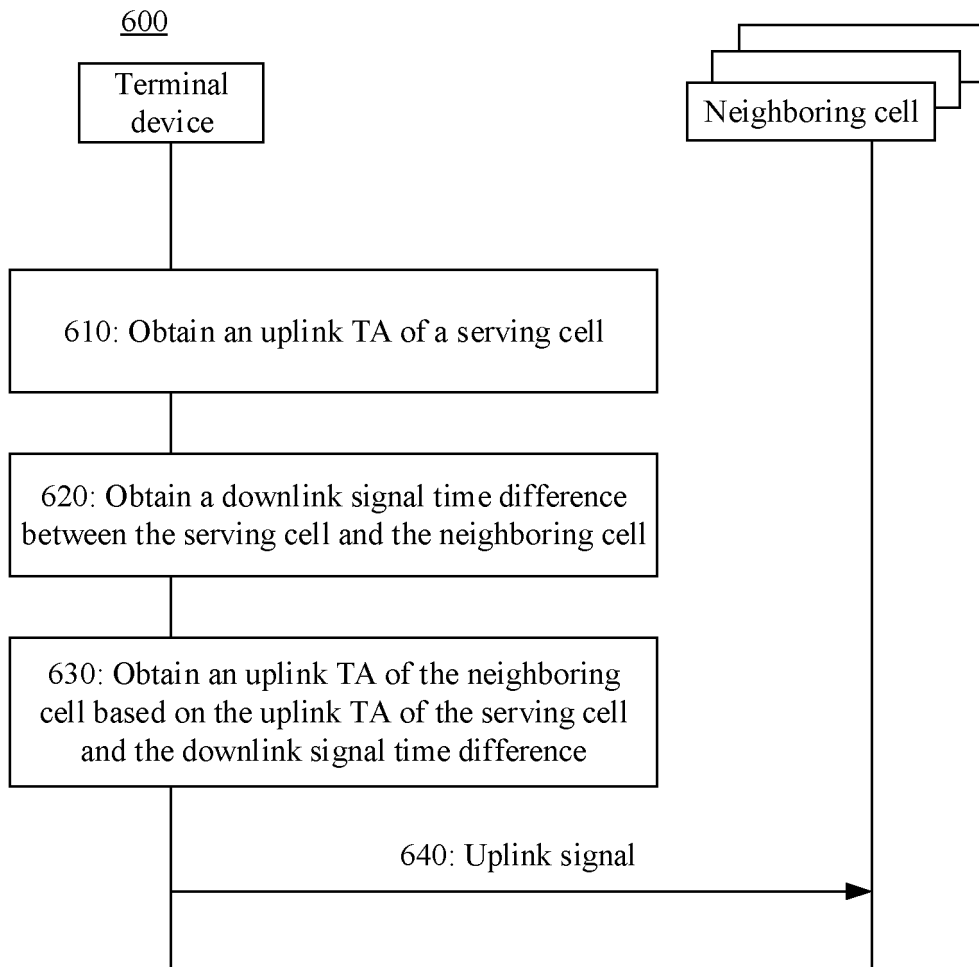 600
Terminal
device
Neighboring cell
610: Obtain an uplink TA of a serving cell
620: Obtain a downlink signal time difference
between the serving cell and the neighboring cell
630: Obtain an uplink TA of the neighboring
cell based on the uplink TA of the serving cell
and the downlink signal time difference
640: Uplink signal